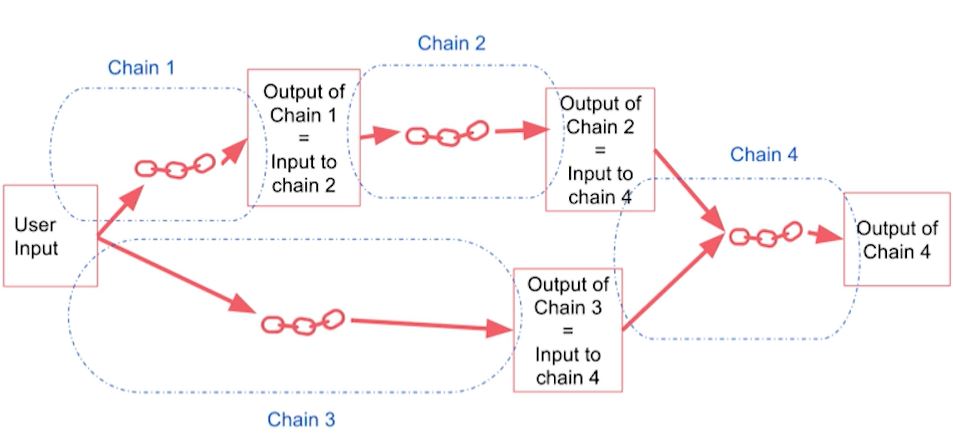 Chain 1
Chain 2
Output of
Chain 1
=
Input to
chain 2
Output of
Chain 2
=
Input to
chain 4
Chain 4
User
Input
Output of
Chain 4
Output of
Chain 3
=
Input to
chain 4
Chain 3